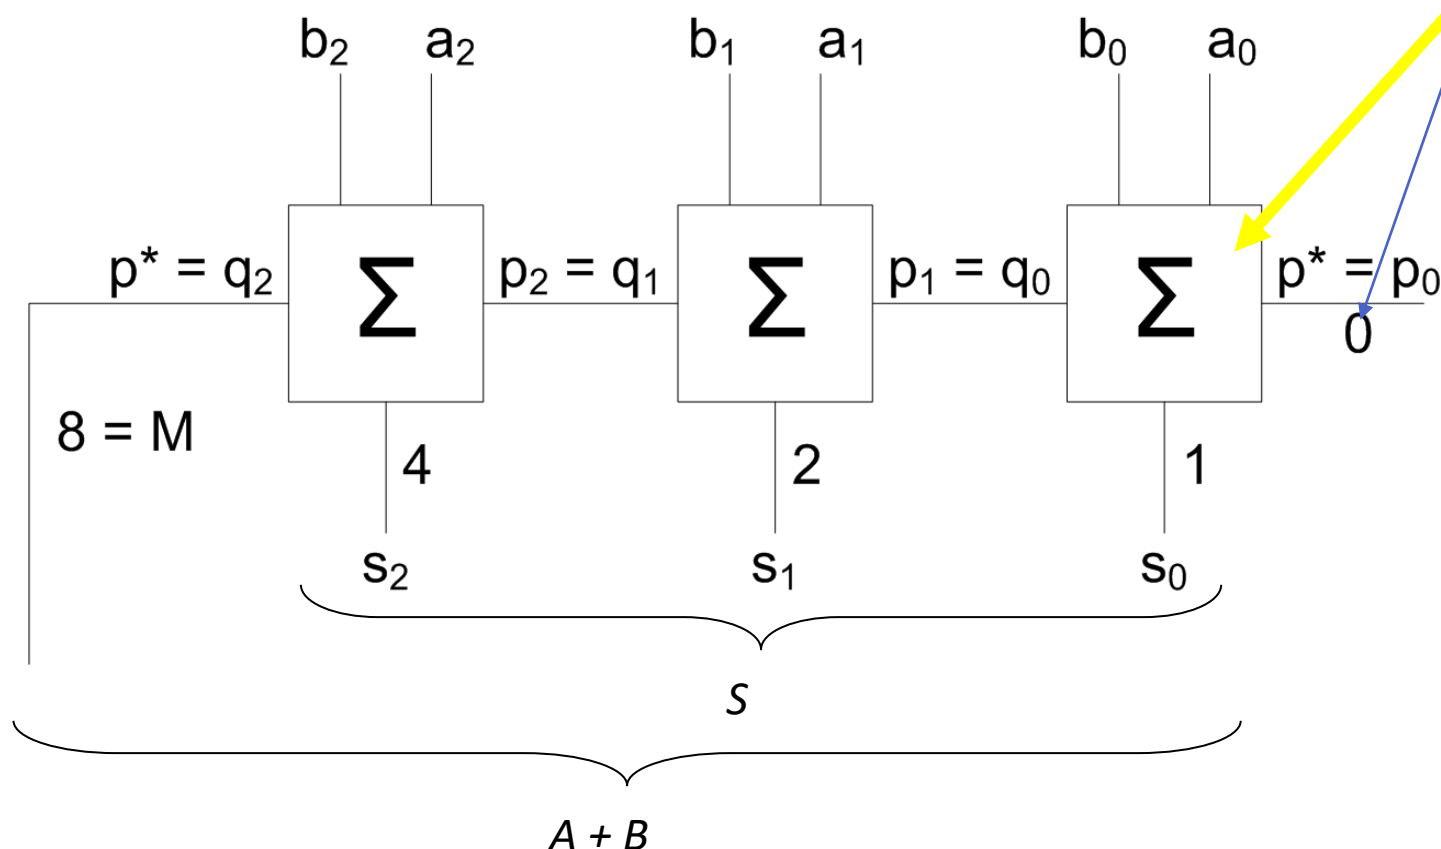 b₂ a₂ b₁ a₁ b₀ a₀
p* = q₂ Σ p₂ = q₁ Σ p₁ = q₀ Σ p* = p₀
0
8 = M
4 2 1
s₂ s₁ s₀
S
A + B